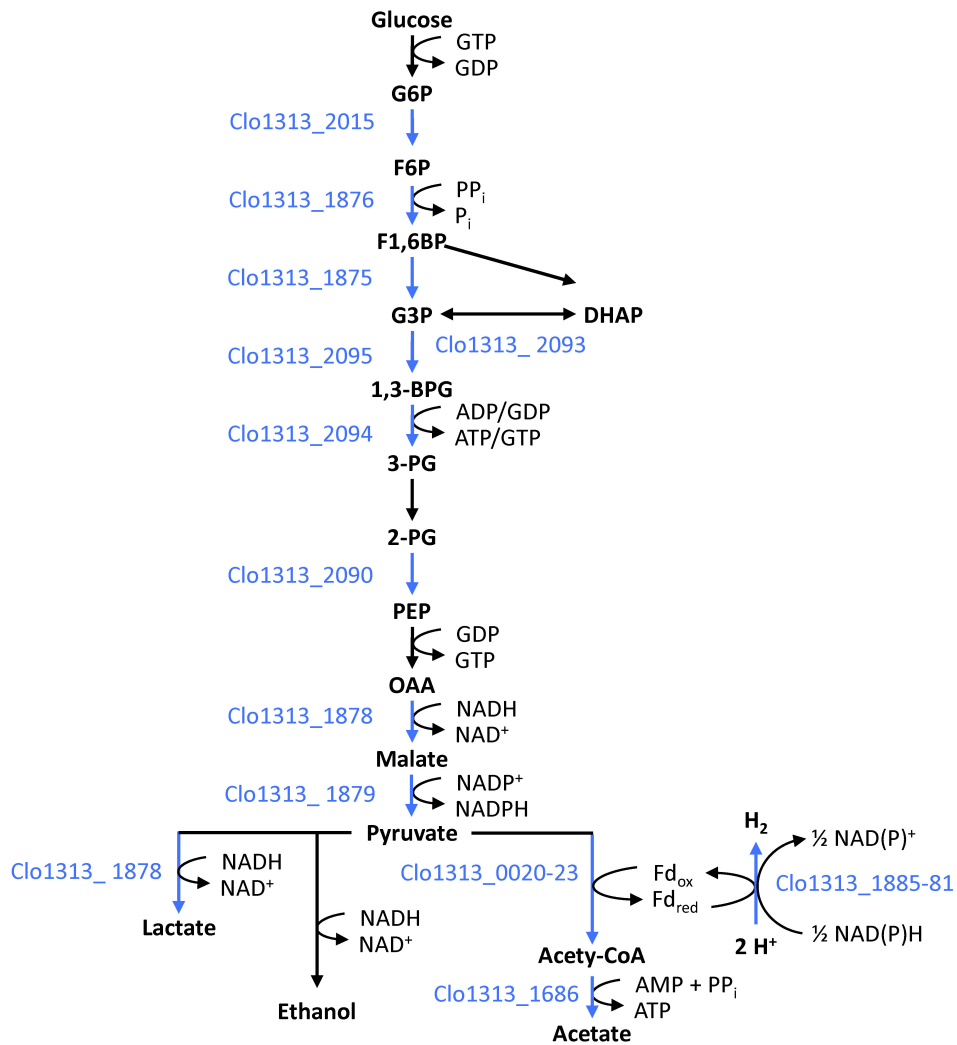 Glucose
GTP
GDP
G6P
Clo1313_2015
F6P
Clo1313_1876
PPi
Pi
F1,6BP
Clo1313_1875
G3P
DHAP
Clo1313_ 2093
Clo1313_2095
1,3-BPG
ADP/GDP
Clo1313_2094
ATP/GTP
3-PG
2-PG
Clo1313_2090
PEP
GDP
GTP
OAA
Clo1313_1878
NADH
NAD+
Malate
Clo1313_ 1879
NADP+
NADPH
Pyruvate
H2
½ NAD(P)+
Clo1313_ 1878
NADH
NAD+
Clo1313_0020-23
Fdox
Fdred
Clo1313_1885-81
Lactate
NADH
NAD+
2 H+
½ NAD(P)H
Acety-CoA
Clo1313_1686
AMP + PPi
ATP
Ethanol
Acetate